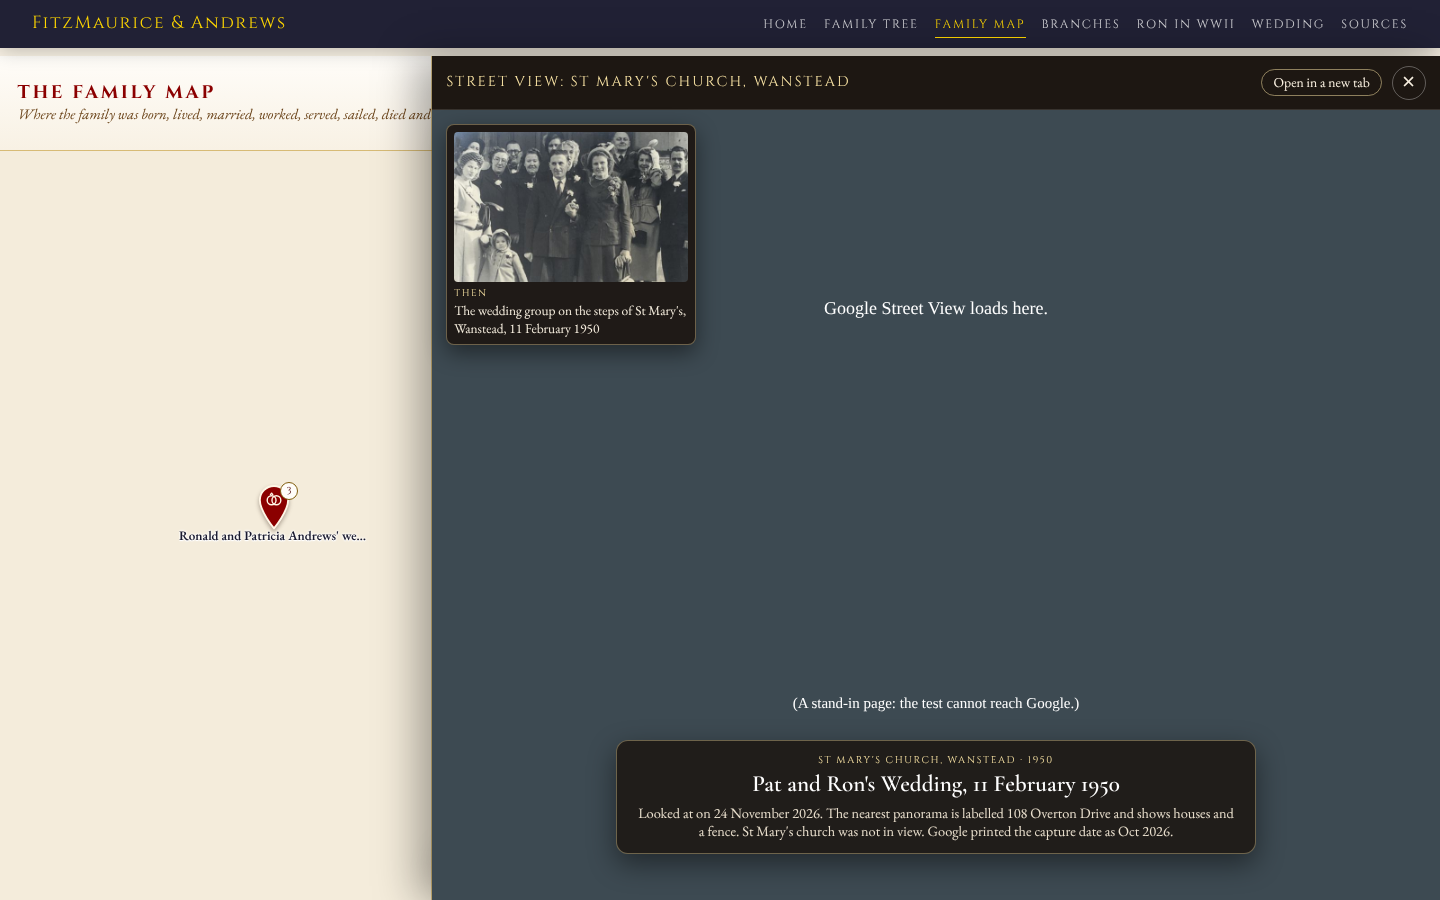 FitzMaurice & Andrews
HOME FAMILY TREE FAMILY MAP BRANCHES RON IN WWII WEDDING SOURCES
THE FAMILY MAP
Where the family was born, lived, married, worked, served, sailed, died and
STREET VIEW: ST MARY'S CHURCH, WANSTEAD
Open in a new tab
✕
THEN
The wedding group on the steps of St Mary's,
Wanstead, 11 February 1950
Google Street View loads here.
3
Ronald and Patricia Andrews' we...
(A stand-in page: the test cannot reach Google.)
ST MARY'S CHURCH, WANSTEAD · 1950
Pat and Ron's Wedding, 11 February 1950
Looked at on 24 November 2026. The nearest panorama is labelled 108 Overton Drive and shows houses and
a fence. St Mary's church was not in view. Google printed the capture date as Oct 2026.